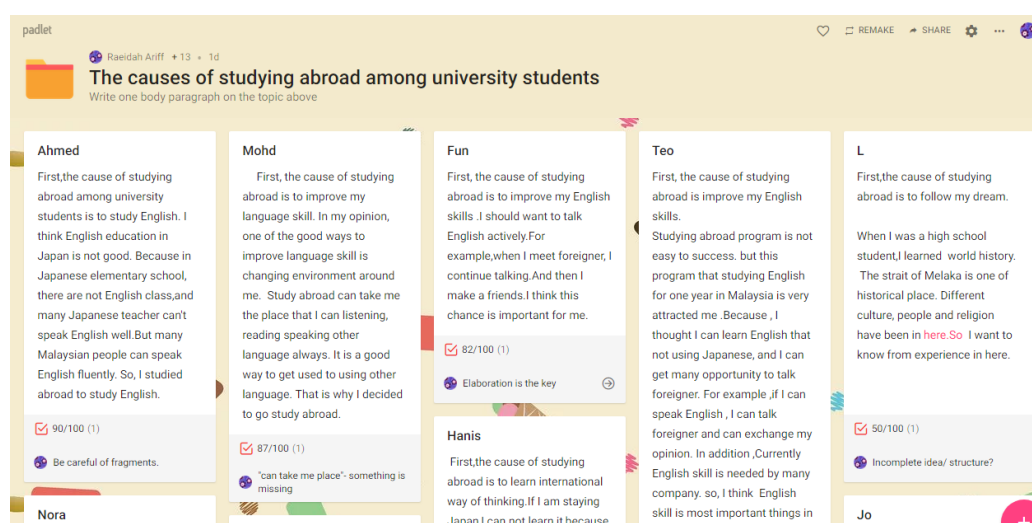 padlet
REMAKE
SHARE
Raeidah Ariff +13 • 1d
The causes of studying abroad among university students
Write one body paragraph on the topic above
Ahmed
First,the cause of studying
abroad among university
students is to study English. I
think English education in
Japan is not good. Because in
Japanese elementary school,
there are not English class,and
many Japanese teacher can't
speak English well.But many
Malaysian people can speak
English fluently. So, I studied
abroad to study English.
90/100 (1)
Be careful of fragments.
Nora
Mohd
First, the cause of studying
abroad is to improve my
language skill. In my opinion,
one of the good ways to
improve language skill is
changing environment around
me. Study abroad can take me
the place that I can listening,
reading speaking other
language always. It is a good
way to get used to using other
language. That is why I decided
to go study abroad.
87/100 (1)
"can take me place"- something is
missing
Fun
First, the cause of studying
abroad is to improve my English
skills .I should want to talk
English actively.For
example,when I meet foreigner, I
continue talking.And then I
make a friends.I think this
chance is important for me.
82/100 (1)
Elaboration is the key
Hanis
First,the cause of studying
abroad is to learn international
way of thinking.If I am staying
Japan I can not learn it because
Teo
First, the cause of studying
abroad is improve my English
skills.
Studying abroad program is not
easy to success. but this
program that studying English
for one year in Malaysia is very
attracted me .Because , I
thought I can learn English that
not using Japanese, and I can
get many opportunity to talk
foreigner. For example ,if I can
speak English , I can talk
foreigner and can exchange my
opinion. In addition ,Currently
English skill is needed by many
company. so, I think English
skill is most important things in
L
First,the cause of studying
abroad is to follow my dream.
When I was a high school
student,I learned world history.
The strait of Melaka is one of
historical place. Different
culture, people and religion
have been in here.So I want to
know from experience in here.
50/100 (1)
Incomplete idea/ structure?
Jo